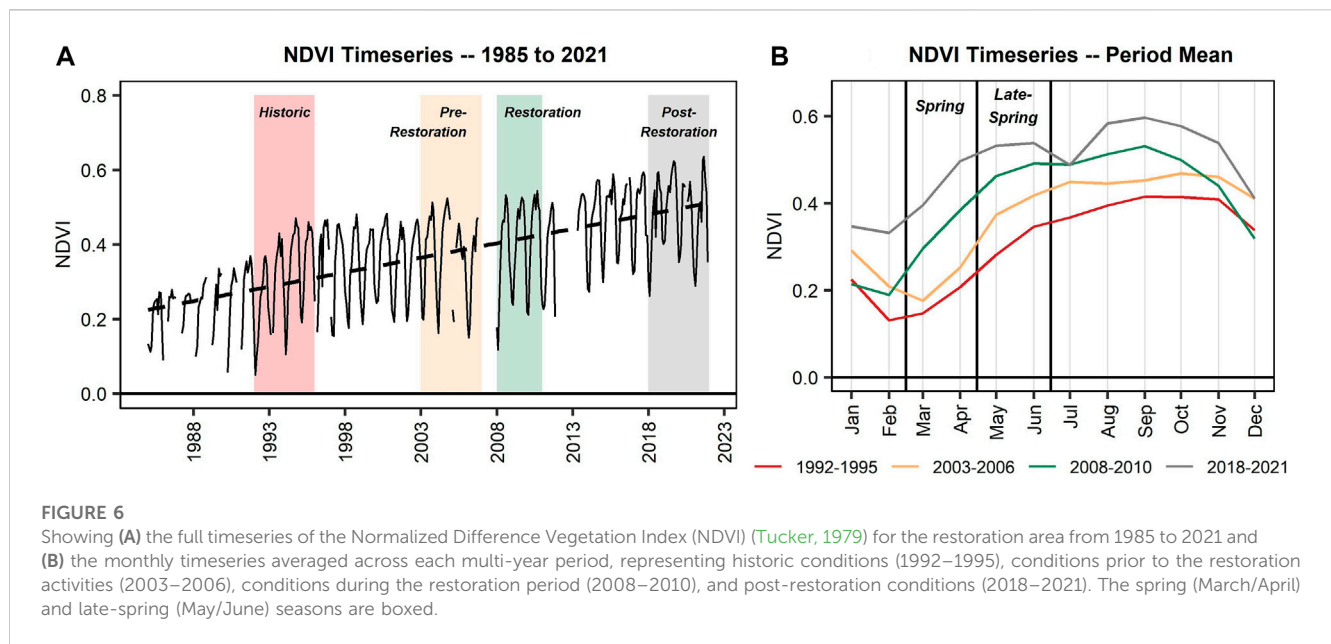 A
NDVI Timeseries -- 1985 to 2021
NDVI
0.8
0.6
0.4
0.2
0.0
Historic
Pre-
Restoration
Restoration
Post-
Restoration
1988
1993
1998
2003
2008
2013
2018
2023
B
NDVI Timeseries -- Period Mean
NDVI
0.6
0.4
0.2
0.0
Spring
Late-
Spring
Jan
Feb
Mar
Apr
May
Jun
Jul
Aug
Sep
Oct
Nov
Dec
1992-1995
2003-2006
2008-2010
2018-2021
FIGURE 6
Showing (A) the full timeseries of the Normalized Difference Vegetation Index (NDVI) (Tucker, 1979) for the restoration area from 1985 to 2021 and
(B) the monthly timeseries averaged across each multi-year period, representing historic conditions (1992–1995), conditions prior to the restoration
activities (2003–2006), conditions during the restoration period (2008–2010), and post-restoration conditions (2018–2021). The spring (March/April)
and late-spring (May/June) seasons are boxed.